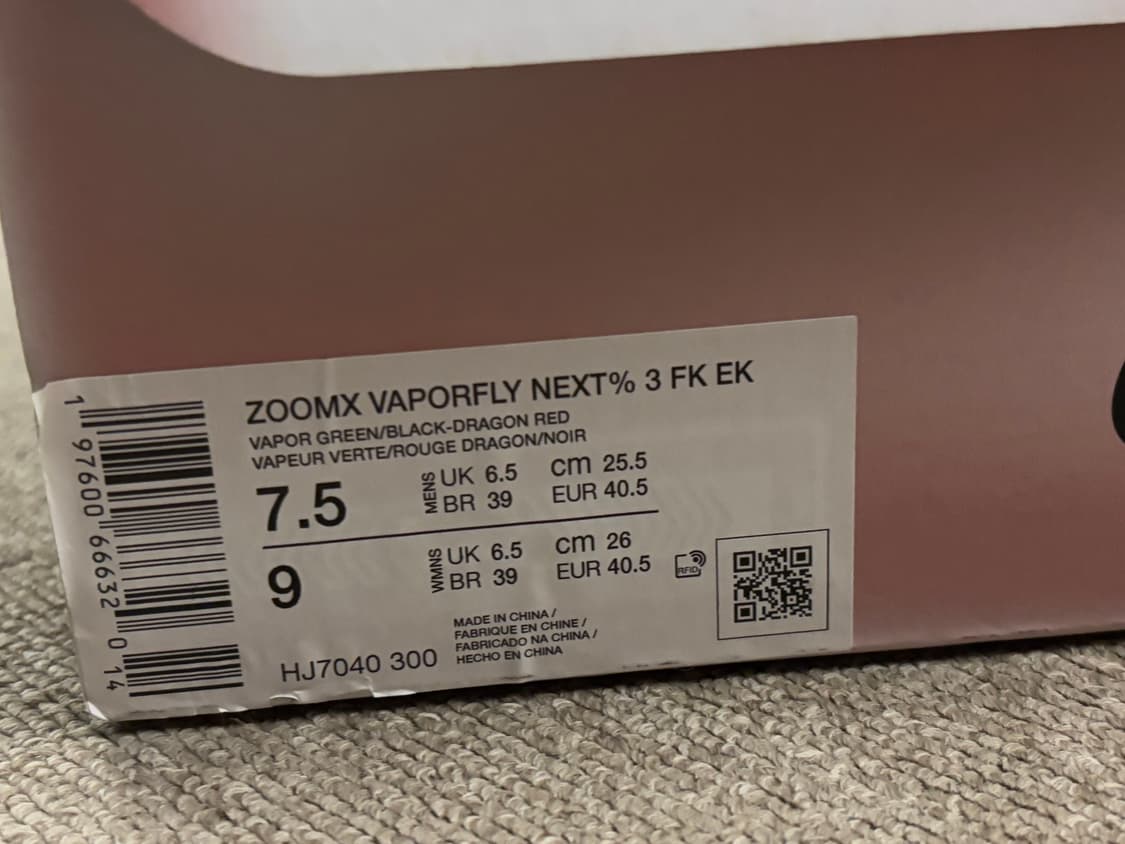 ZOOMX VAPORFLY NEXT% 3 FK EK
VAPOR GREEN/BLACK-DRAGON RED
VAPEUR VERTE/ROUGE DRAGON/NOIR
7.5 MENS UK 6.5 cm 25.5
BR 39 EUR 40.5
9 WMNS UK 6.5 cm 26
BR 39 EUR 40.5
RFID
MADE IN CHINA /
FABRIQUE EN CHINE /
FABRICADO NA CHINA /
HECHO EN CHINA
HJ7040 300
1 97600 66632 0 14